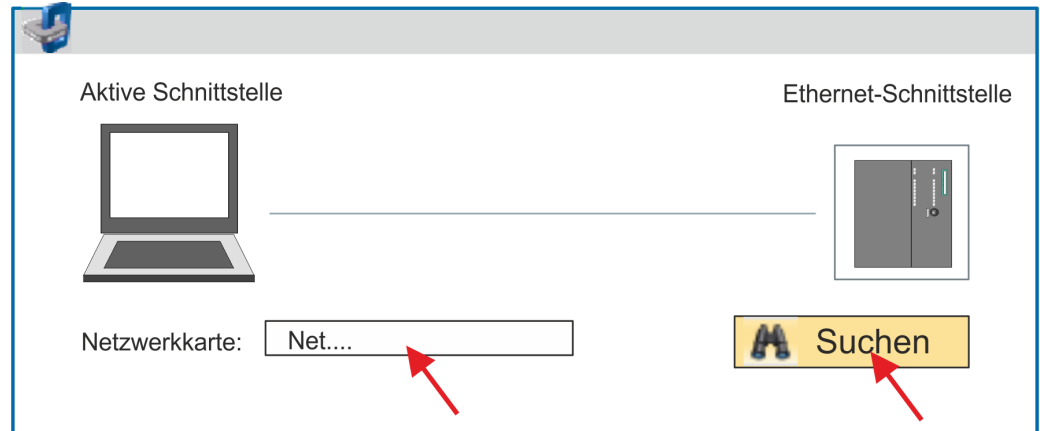 Aktive Schnittstelle
Ethernet-Schnittstelle
Netzwerkkarte:
Net....
Suchen